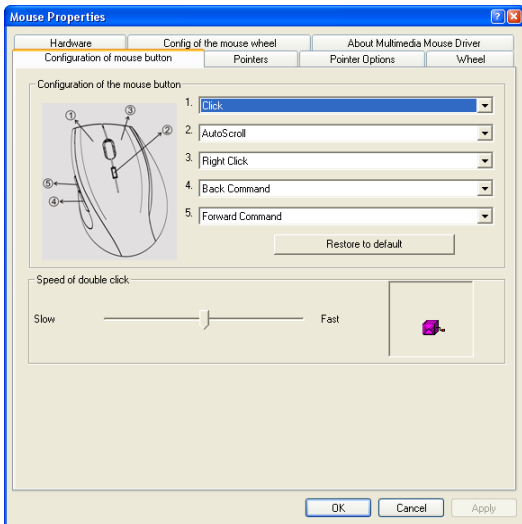 Mouse Properties
Hardware
Config of the mouse wheel
About Multimedia Mouse Driver
Configuration of mouse button
Pointers
Pointer Options
Wheel
Configuration of the mouse button
① ③ ② ⑤ ④
1. Click
2. AutoScroll
3. Right Click
4. Back Command
5. Forward Command
Restore to default
Speed of double click
Slow
Fast
OK
Cancel
Apply